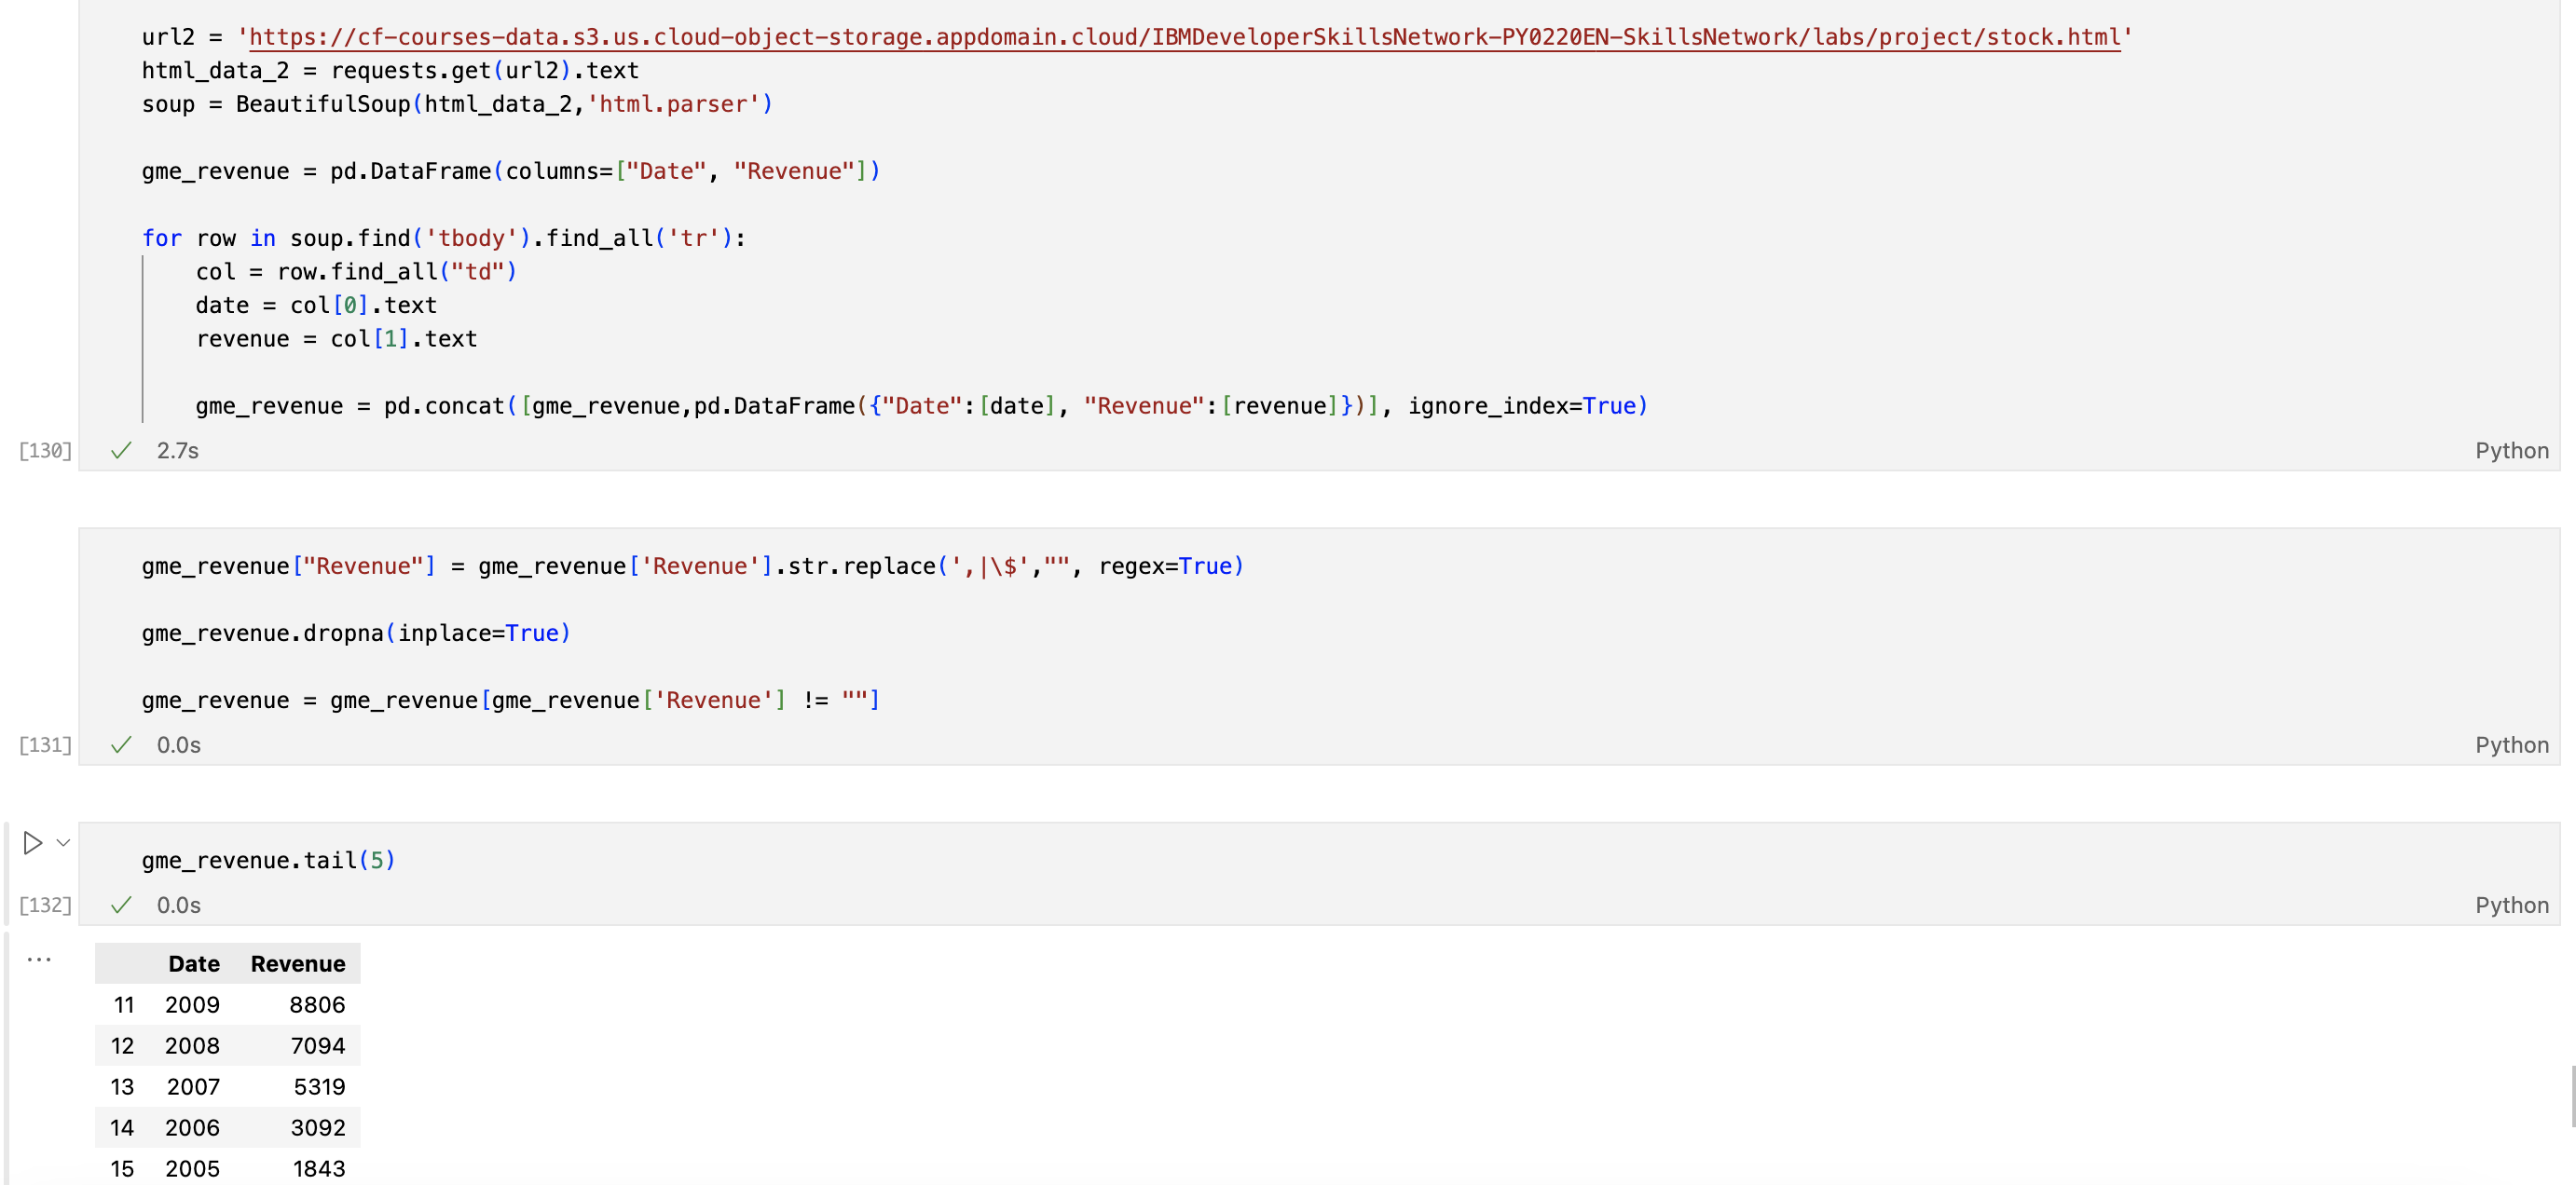 url2 = 'https://cf-courses-data.s3.us.cloud-object-storage.appdomain.cloud/IBMDeveloperSkillsNetwork-PY0220EN-SkillsNetwork/labs/project/stock.html'
html_data_2 = requests.get(url2).text
soup = BeautifulSoup(html_data_2,'html.parser')
gme_revenue = pd.DataFrame(columns=["Date", "Revenue"])
for row in soup.find('tbody').find_all('tr'):
    col = row.find_all("td")
    date = col[0].text
    revenue = col[1].text
    gme_revenue = pd.concat([gme_revenue,pd.DataFrame({"Date":[date], "Revenue":[revenue]})], ignore_index=True)
[130] 2.7s Python
gme_revenue["Revenue"] = gme_revenue['Revenue'].str.replace(',|\$',"", regex=True)
gme_revenue.dropna(inplace=True)
gme_revenue = gme_revenue[gme_revenue['Revenue'] != ""]
[131] 0.0s Python
gme_revenue.tail(5)
[132] 0.0s Python
... Date Revenue
11 2009 8806
12 2008 7094
13 2007 5319
14 2006 3092
15 2005 1843